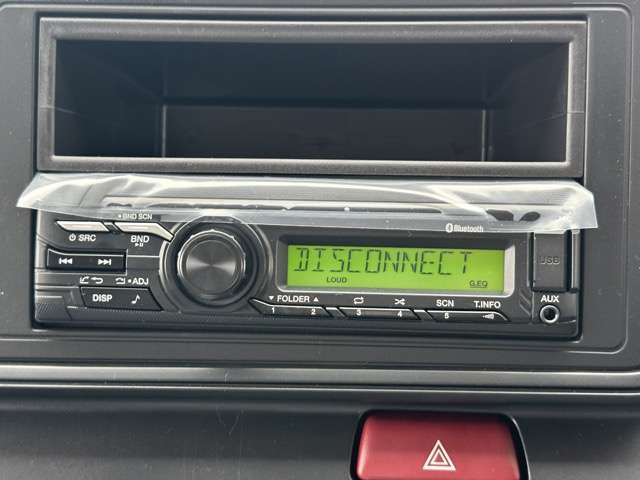 • BND SCN
SRC
BND
Bluetooth
DISCONNECT
LOUD
G.EQ
USB
• ADJ
DISP
▼ FOLDER ▲
SCN
T.INFO
AUX
1 2 3 4 5